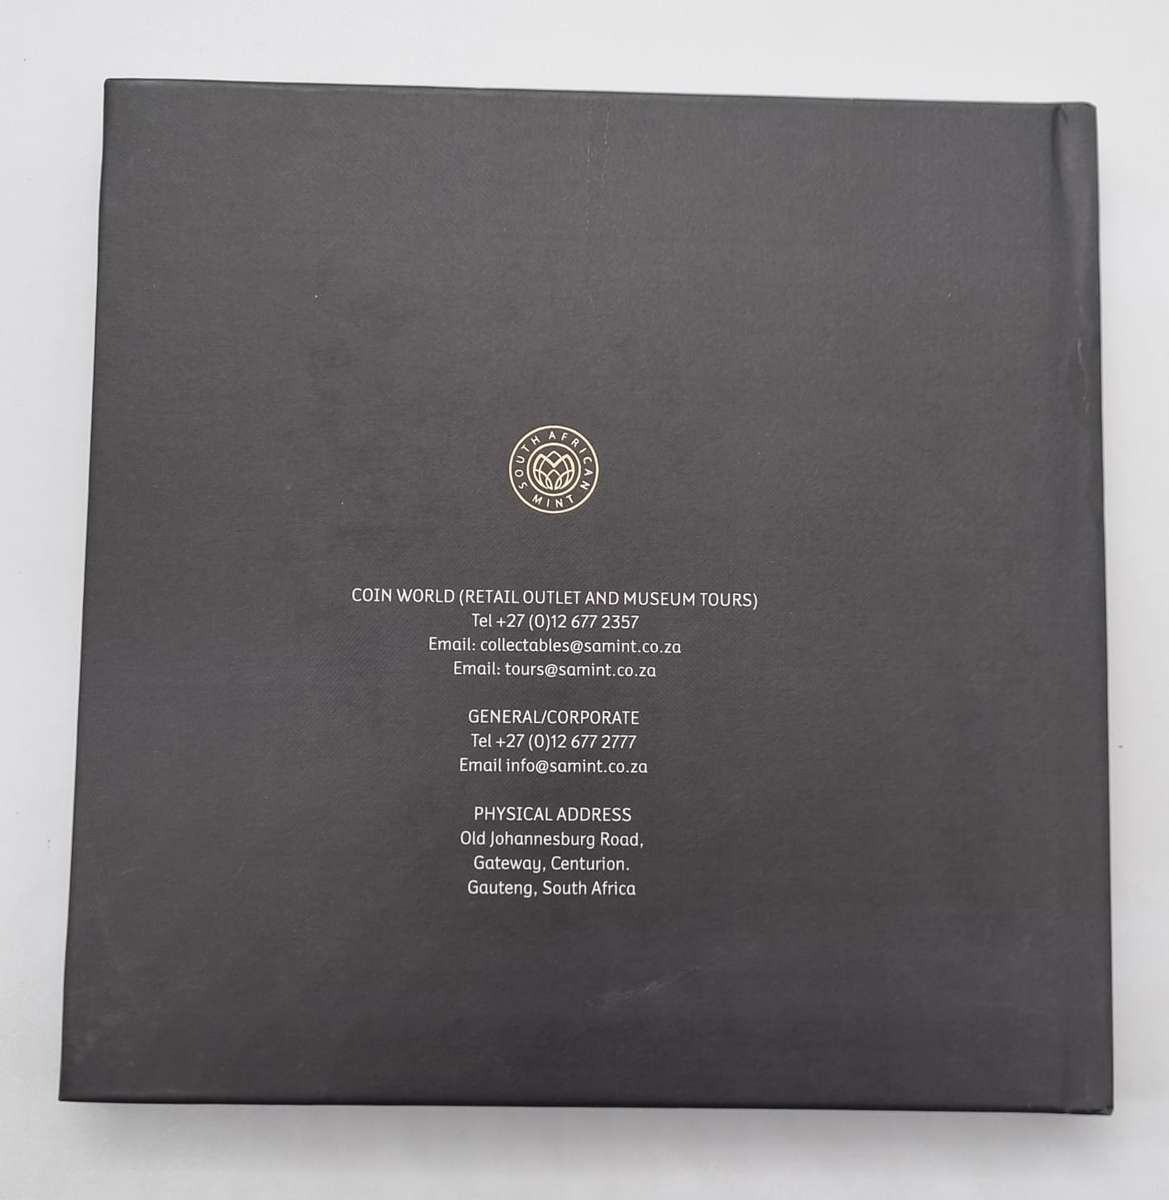 SOUTH AFRICAN
MINT
COIN WORLD (RETAIL OUTLET AND MUSEUM TOURS)
Tel +27 (0)12 677 2357
Email: collectables@samint.co.za
Email: tours@samint.co.za
GENERAL/CORPORATE
Tel +27 (0)12 677 2777
Email info@samint.co.za
PHYSICAL ADDRESS
Old Johannesburg Road,
Gateway, Centurion.
Gauteng, South Africa